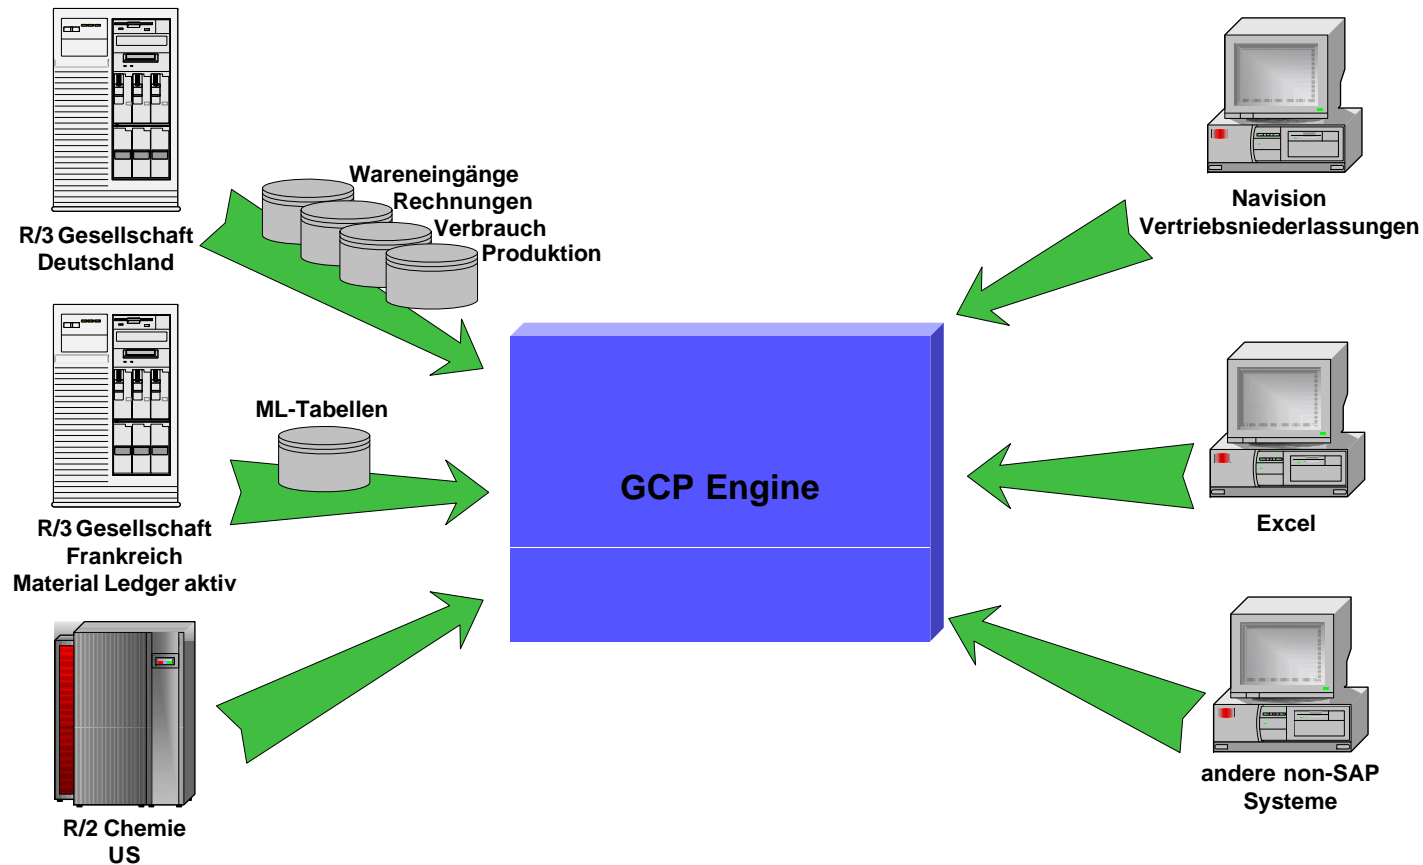 Wareneingänge
Rechnungen
Verbrauch
Produktion
R/3 Gesellschaft
Deutschland
ML-Tabellen
R/3 Gesellschaft
Frankreich
Material Ledger aktiv
R/2 Chemie
US
GCP Engine
Navision
Vertriebsniederlassungen
Excel
andere non-SAP
Systeme